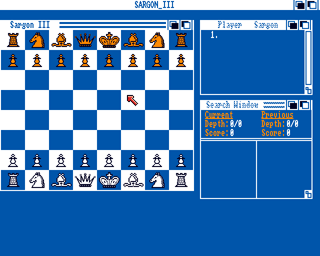 SARGON_III
Sargon III
Player Sargon
1.
Search Window
Current Previous
Depth:0/0 Depth:0/0
Score:0 Score:0